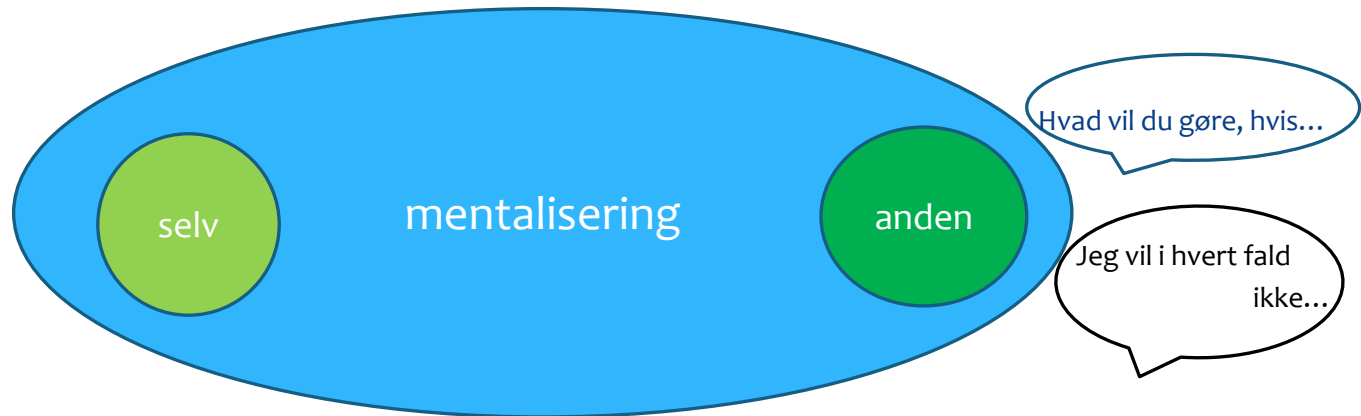 selv
mentalisering
anden
Hvad vil du gøre, hvis…
Jeg vil i hvert fald
ikke…